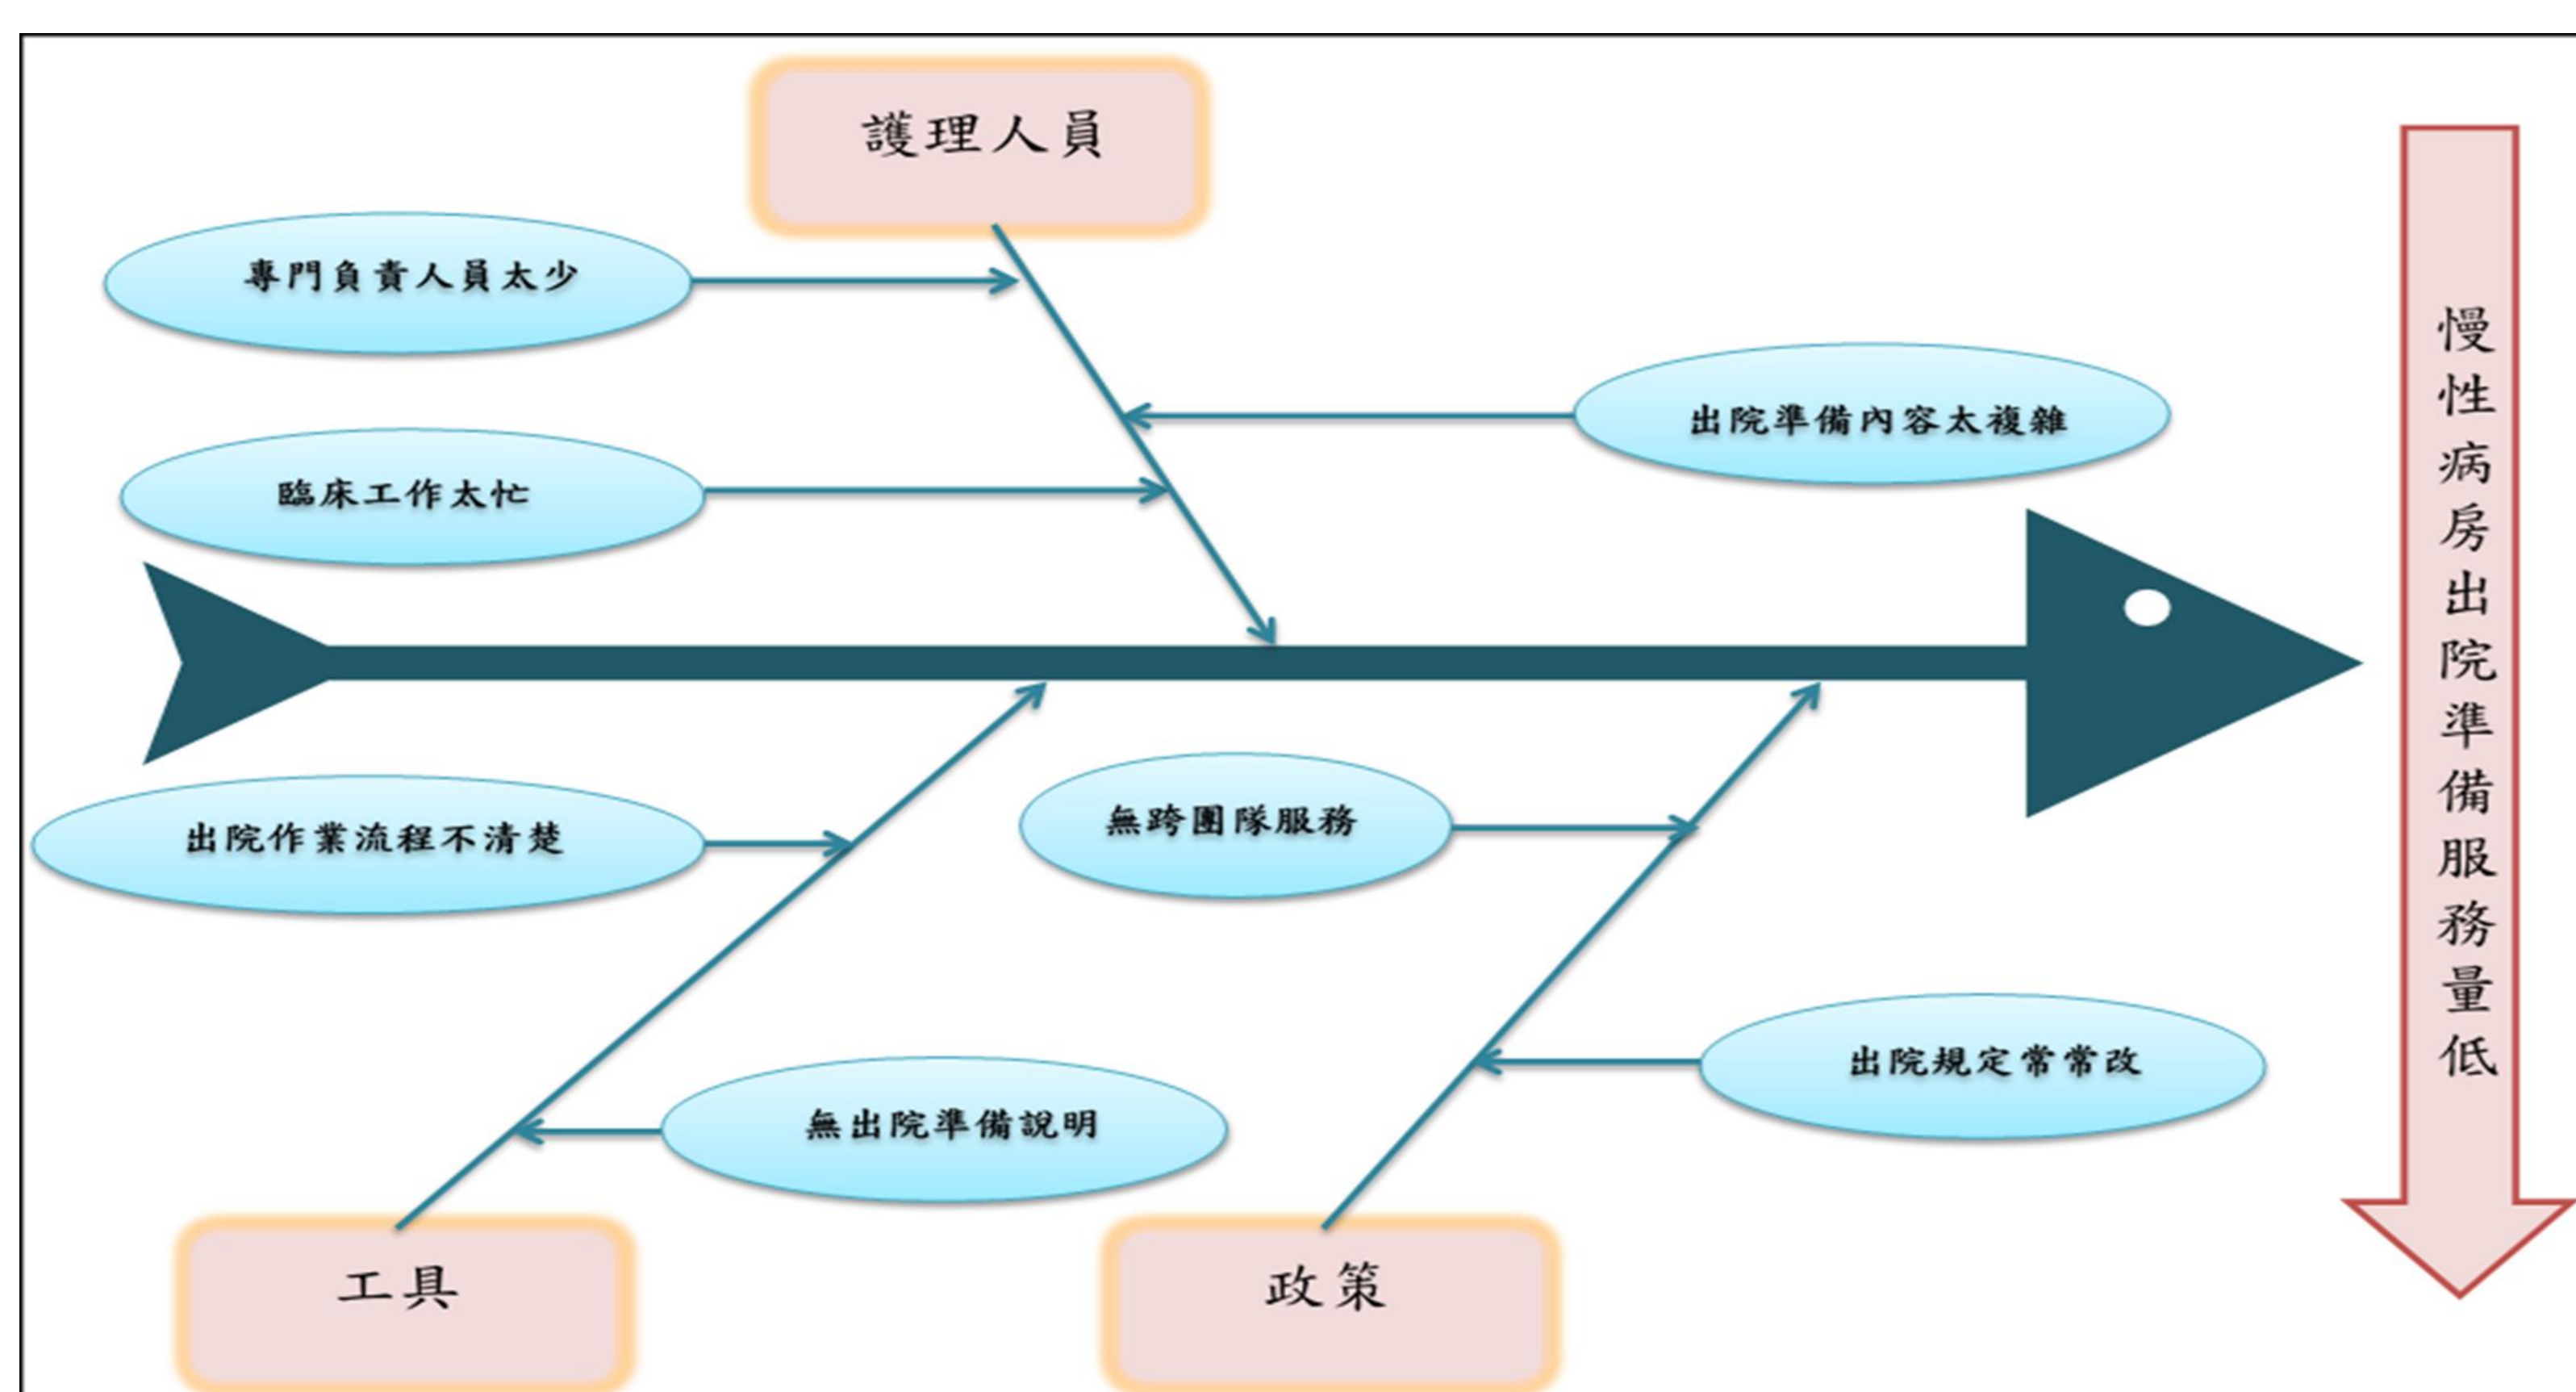 護理人員
專門負責人員太少
出院準備內容太複雜
臨床工作太忙
慢性病房出院準備服務量低
出院作業流程不清楚
無跨團隊服務
出院規定常常改
無出院準備說明
工具
政策